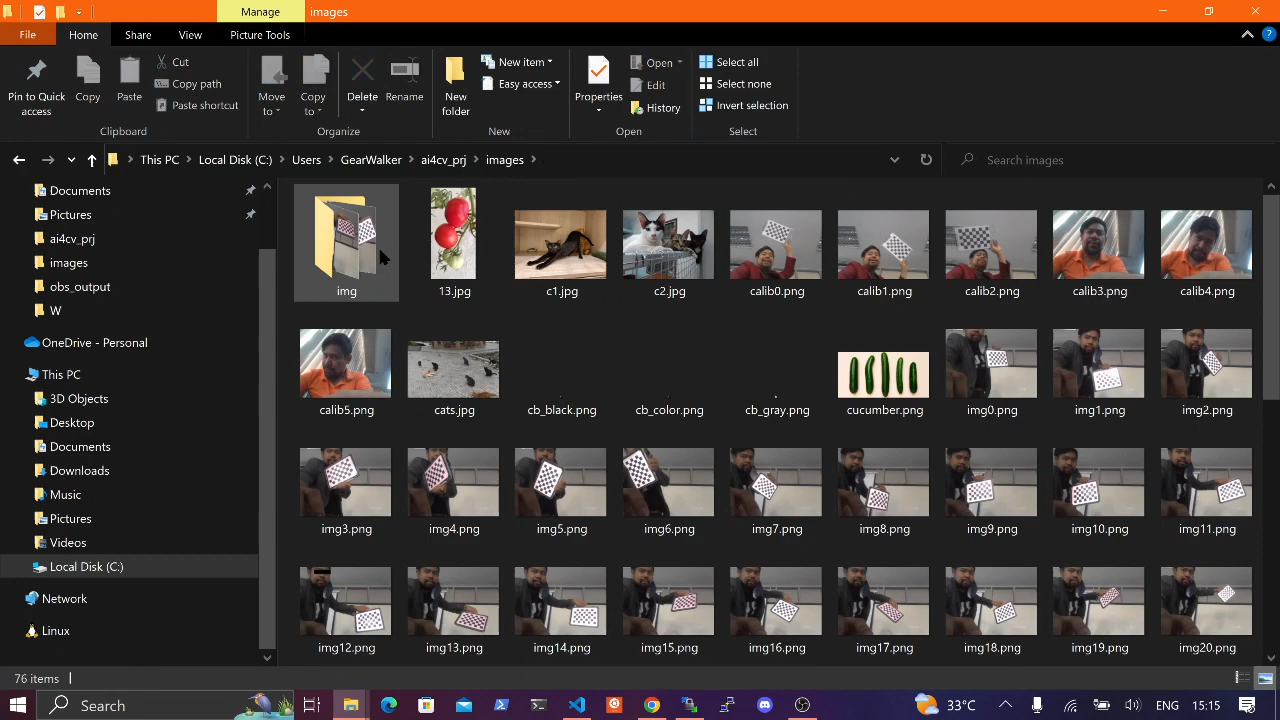 Manage
images
File
Home
Share
View
Picture Tools
Pin to Quick access
Copy
Paste
Cut
Copy path
Paste shortcut
Clipboard
Move to
Copy to
Delete
Rename
Organize
New folder
New item
Easy access
New
Properties
Open
Edit
History
Open
Select all
Select none
Invert selection
Select
This PC
Local Disk (C:)
Users
GearWalker
ai4cv_prj
images
Search images
Documents
Pictures
ai4cv_prj
images
obs_output
W
OneDrive - Personal
This PC
3D Objects
Desktop
Documents
Downloads
Music
Pictures
Videos
Local Disk (C:)
Network
Linux
img
13.jpg
c1.jpg
c2.jpg
calib0.png
calib1.png
calib2.png
calib3.png
calib4.png
calib5.png
cats.jpg
cb_black.png
cb_color.png
cb_gray.png
cucumber.png
img0.png
img1.png
img2.png
img3.png
img4.png
img5.png
img6.png
img7.png
img8.png
img9.png
img10.png
img11.png
img12.png
img13.png
img14.png
img15.png
img16.png
img17.png
img18.png
img19.png
img20.png
76 items
Search
33°C
ENG
15:15